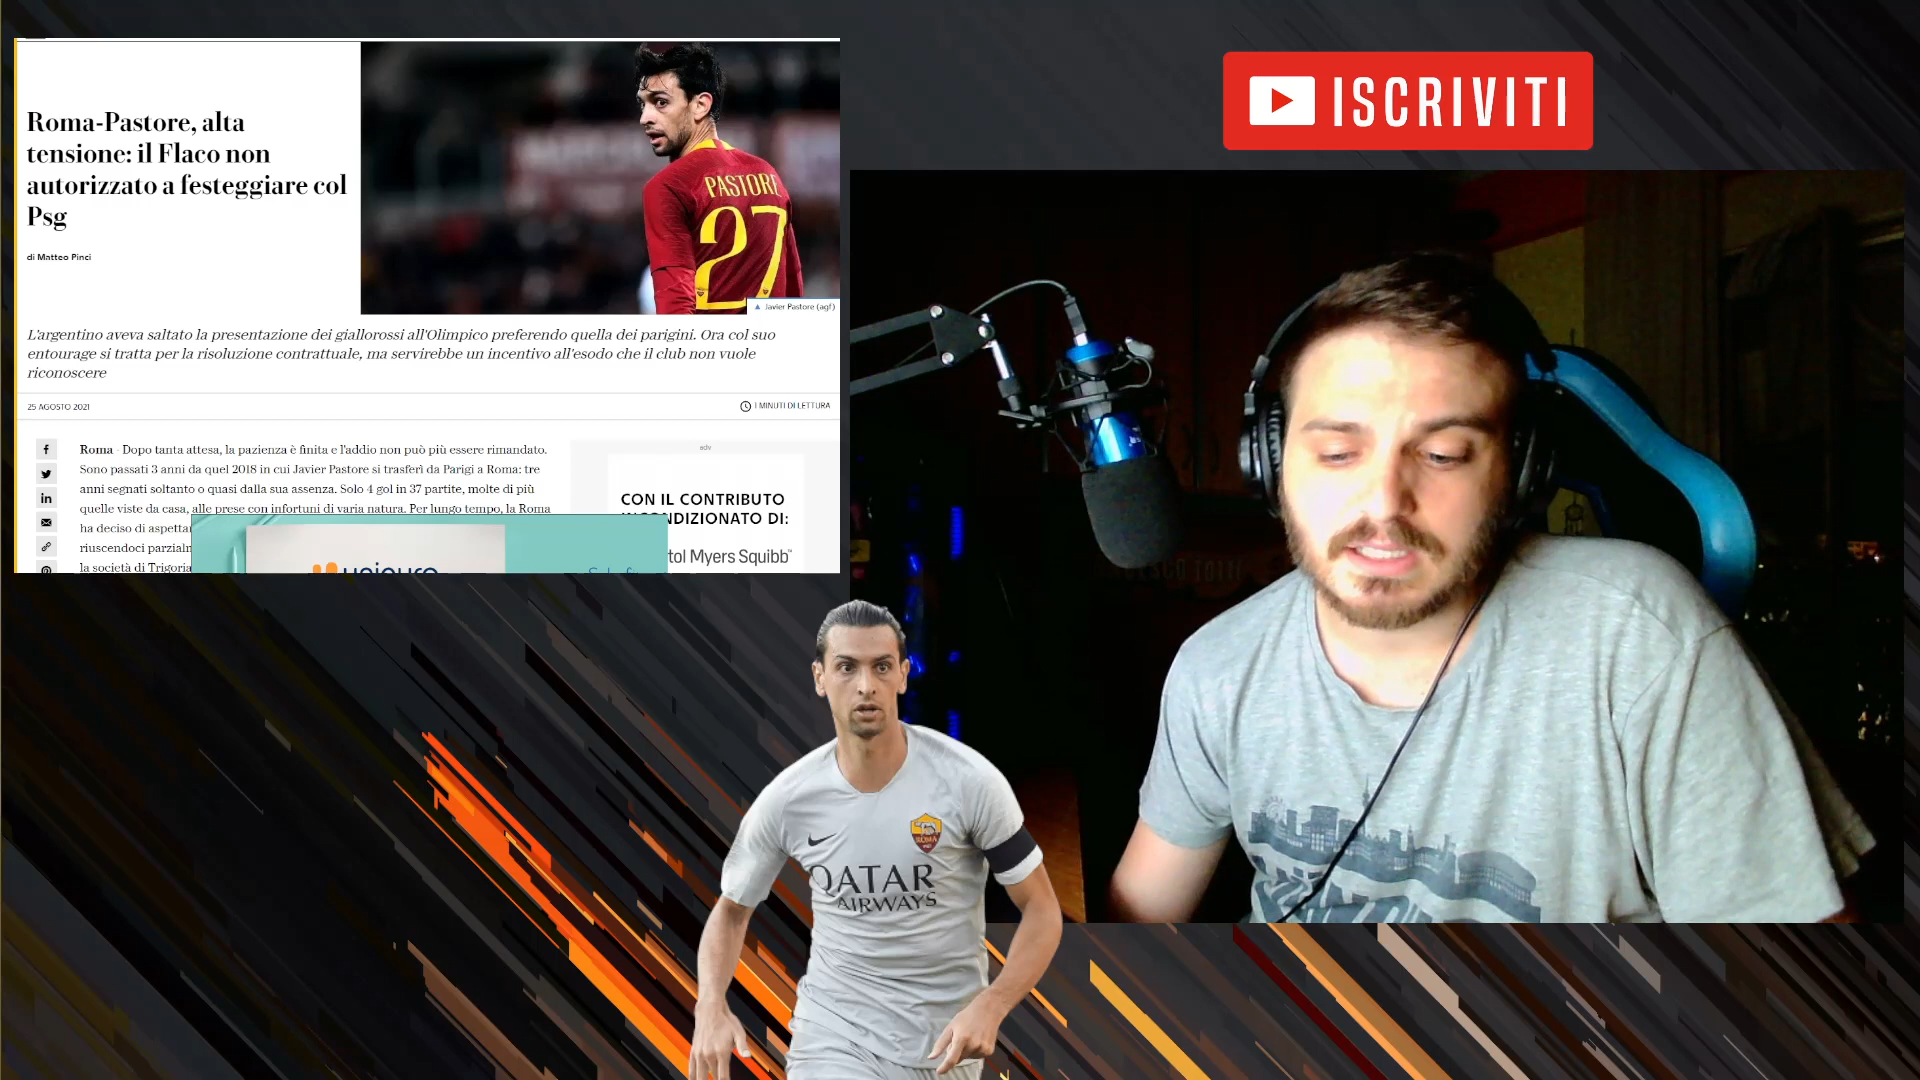 Roma-Pastore, alta
tensione: il Flaco non
autorizzato a festeggiare col
Psg
di Matteo Pinci
PASTORE
27
Javier Pastore (agf)
L'argentino aveva saltato la presentazione dei giallorossi all'Olimpico preferendo quella dei parigini. Ora col suo
entourage si tratta per la risoluzione contrattuale, ma servirebbe un incentivo all'esodo che il club non vuole
riconoscere
25 AGOSTO 2021
1 MINUTI DI LETTURA
Roma - Dopo tanta attesa, la pazienza è finita e l'addio non può più essere rimandato.
Sono passati 3 anni da quel 2018 in cui Javier Pastore si trasferì da Parigi a Roma: tre
anni segnati soltanto o quasi dalla sua assenza. Solo 4 gol in 37 partite, molte di più
quelle viste da casa, alle prese con infortuni di varia natura. Per lungo tempo, la Roma
ha deciso di
la società di Trigoria
adv
CON IL CONTRIBUTO
INCONDIZIONATO DI:
Myers Squibb™
ISCRIVITI
ROMA
QATAR
AIRWAYS